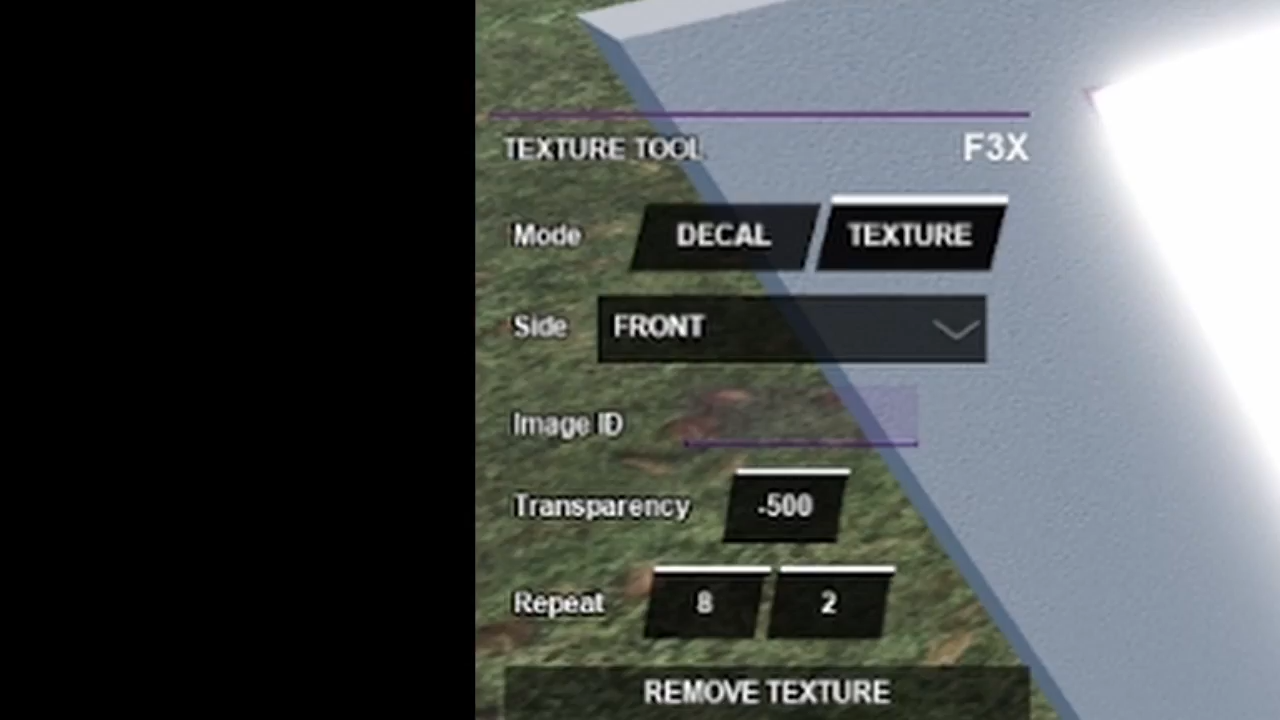 TEXTURE TOOL F3X
Mode DECAL TEXTURE
Side FRONT
Image ID
Transparency -500
Repeat 8 2
REMOVE TEXTURE